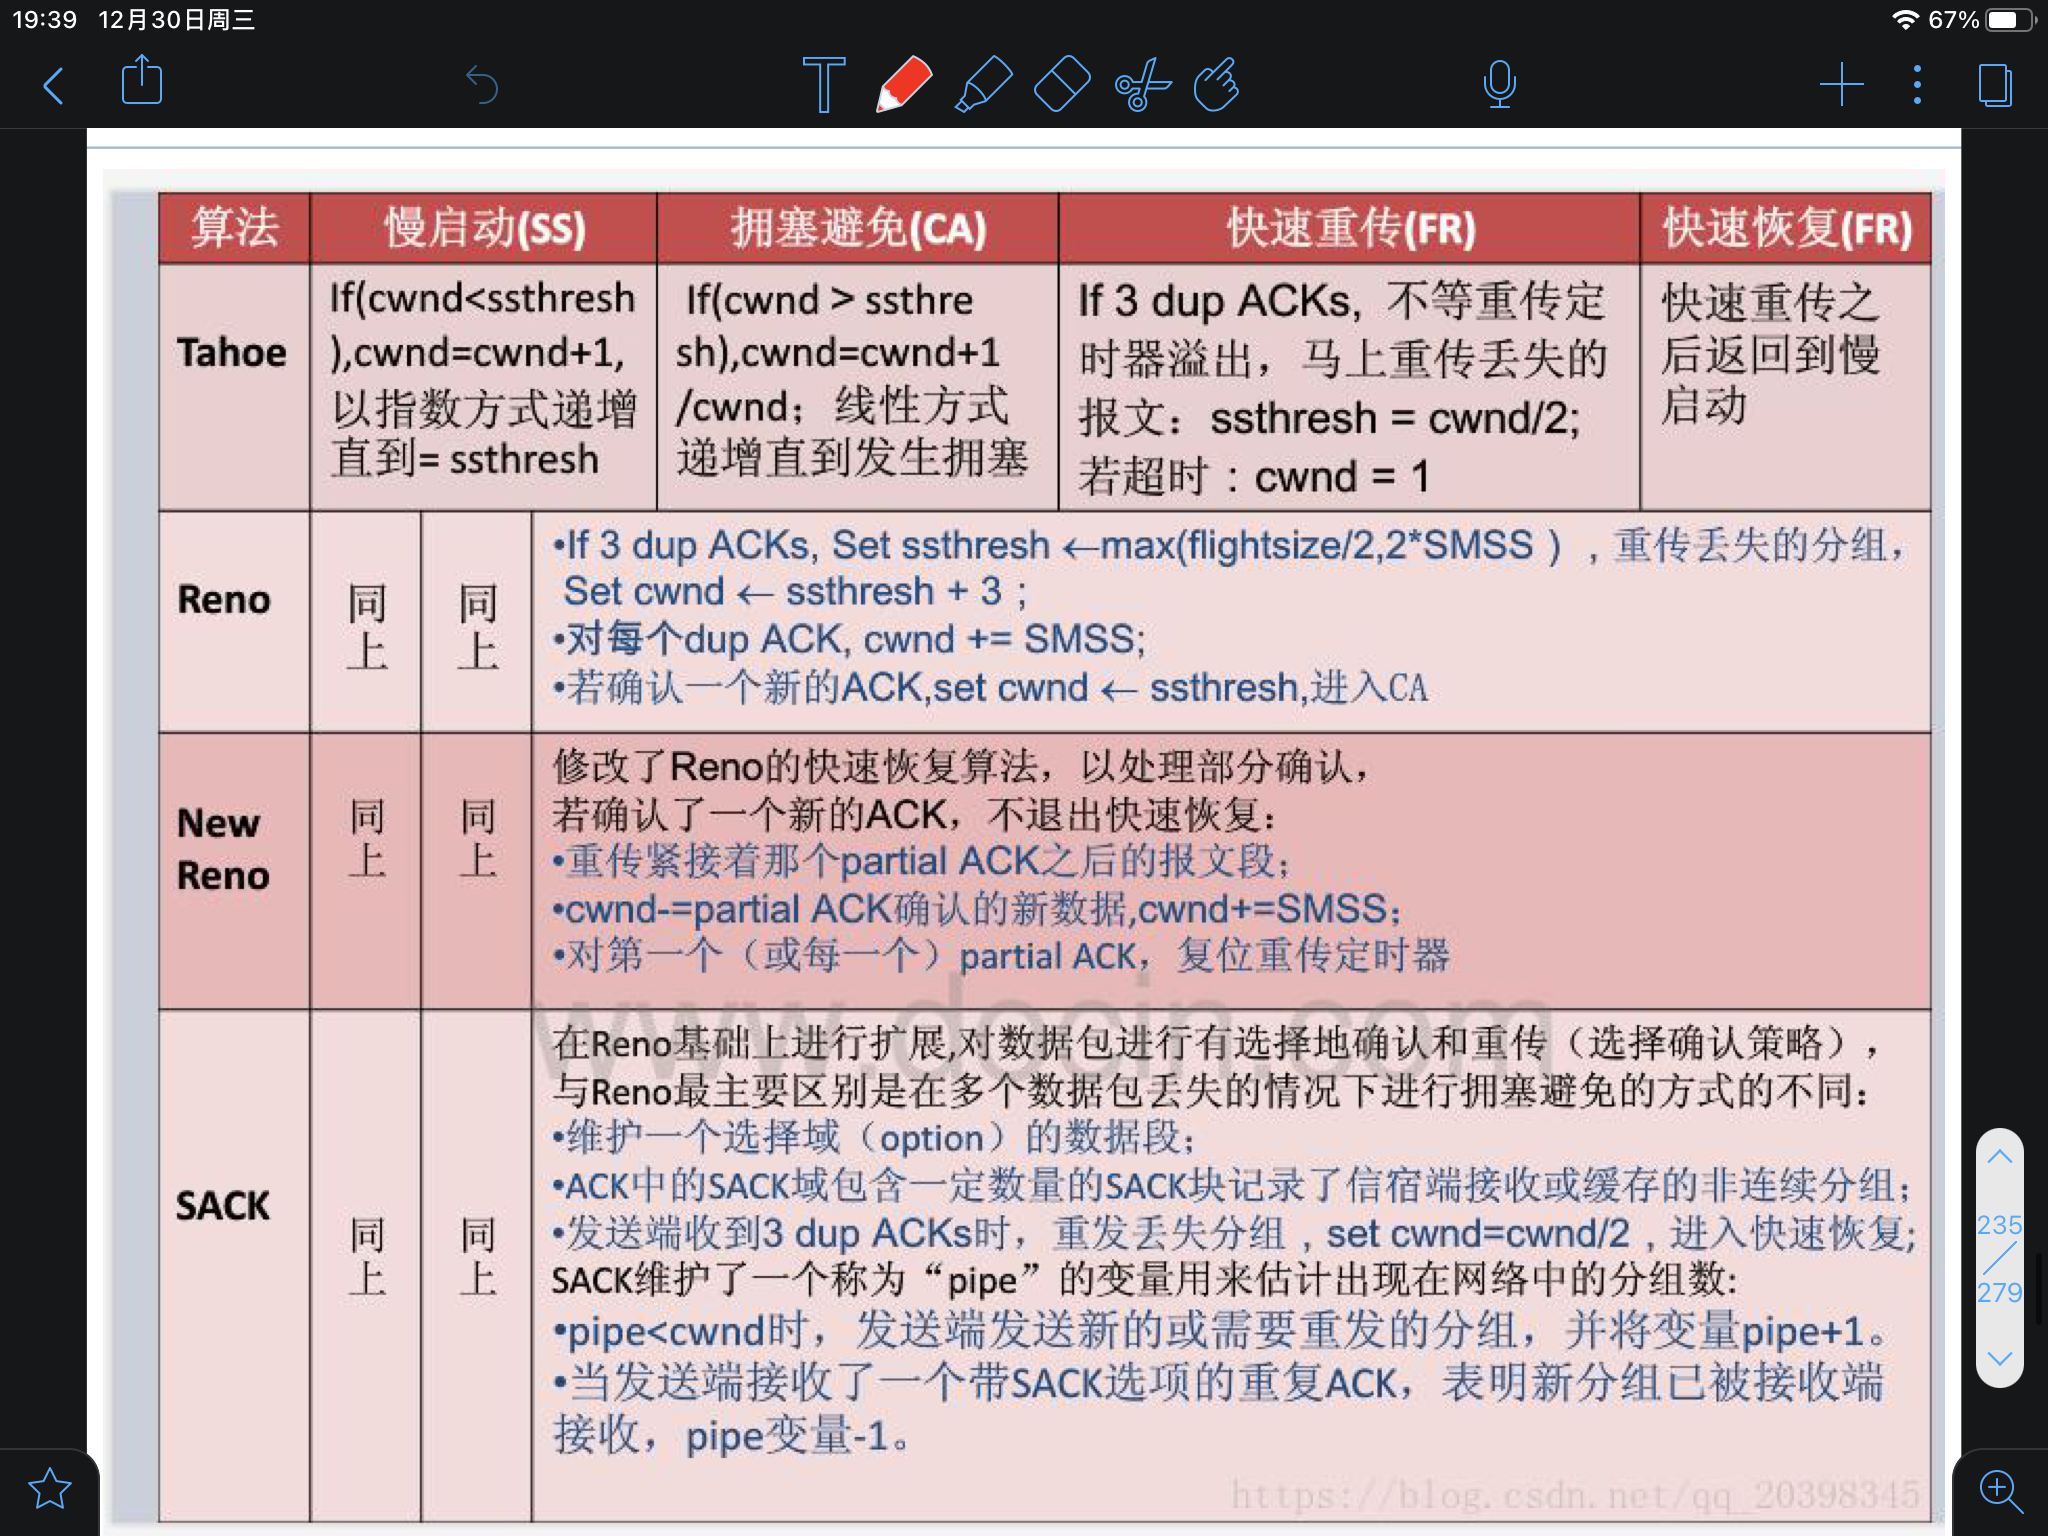 19:39 12月30日周三
67%
T
算法 慢启动(SS) 拥塞避免(CA) 快速重传(FR) 快速恢复(FR)
Tahoe
If(cwnd<ssthresh
),cwnd=cwnd+1,
以指数方式递增
直到= ssthresh
If(cwnd > ssthre
sh),cwnd=cwnd+1
/cwnd；线性方式
递增直到发生拥塞
If 3 dup ACKs, 不等重传定
时器溢出，马上重传丢失的
报文：ssthresh = cwnd/2;
若超时：cwnd = 1
快速重传之
后返回到慢
启动
Reno
同
上
同
上
•If 3 dup ACKs, Set ssthresh ←max(flightsize/2,2*SMSS ) ,重传丢失的分组，
Set cwnd ← ssthresh + 3；
•对每个dup ACK, cwnd += SMSS;
•若确认一个新的ACK,set cwnd ← ssthresh,进入CA
New
Reno
同
上
同
上
修改了Reno的快速恢复算法，以处理部分确认，
若确认了一个新的ACK，不退出快速恢复：
•重传紧接着那个partial ACK之后的报文段；
•cwnd-=partial ACK确认的新数据,cwnd+=SMSS；
•对第一个（或每一个）partial ACK，复位重传定时器
www.docin.com
SACK
同
上
同
上
在Reno基础上进行扩展,对数据包进行有选择地确认和重传（选择确认策略），
与Reno最主要区别是在多个数据包丢失的情况下进行拥塞避免的方式的不同：
•维护一个选择域（option）的数据段；
•ACK中的SACK域包含一定数量的SACK块记录了信宿端接收或缓存的非连续分组；
•发送端收到3 dup ACKs时，重发丢失分组，set cwnd=cwnd/2，进入快速恢复;
SACK维护了一个称为“pipe”的变量用来估计出现在网络中的分组数:
•pipe<cwnd时，发送端发送新的或需要重发的分组，并将变量pipe+1。
•当发送端接收了一个带SACK选项的重复ACK，表明新分组已被接收端
接收，pipe变量-1。
https://blog.csdn.net/qq_20398345
235
279